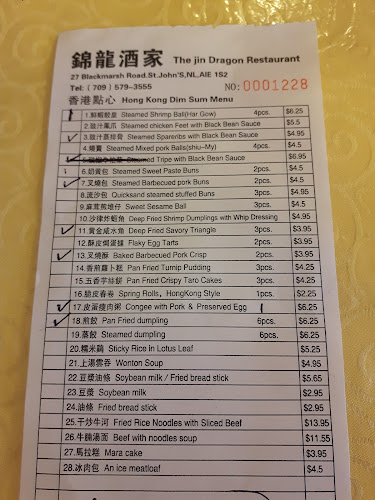 錦龍酒家 The jin Dragon Restaurant
27 Blackmarsh Road.St.John'S,NL,AIE 1S2
Tel: ( 709 ) 579–3555 NO: 0001228
香港點心 Hong Kong Dim Sum Menu
1.鮮蝦餃皇 Steamed Shrimp Ball(Har Gow) 4pcs. $6.25
2.豉汁鳳爪 Steamed chicken Feet with Black Bean Sauce $5.5
3.豉汁蒸排骨 Steamed Spareribs with Black Bean Sauce $4.95
4.燒賣 Steamed Mixed pork Balls(shiu–My) 4pcs. $4.5
Steamed Tripe with Black Bean Sauce $6.95
6.奶黃包 Steamed Sweet Paste Buns 2pcs. $4.5
7.叉燒包 Steamed Barbecued pork Buns 2pcs. $4.5
8.流沙包 Quicksand steamed stuffed Buns 3pcs. $4.95
9.麻茸煎堆仔 Sweet Sesame Ball 3pcs. $4.5
10.沙律炸蝦角 Deep Fried Shrimp Dumplings with Whip Dressing $4.95
11.黃金咸水角 Deep Fried Savory Triangle 3pcs. $3.95
12.酥皮焗蛋撻 Flaky Egg Tarts 2pcs. $3.95
13.叉燒酥 Baked Barbecued Pork Crisp 2pcs. $3.95
14.香煎蘿卜糕 Pan Fried Turnip Pudding 3pcs. $4.25
15.五香芋絲餅 Pan Fried Crispy Taro Cakes 3pcs. $4.25
16.脆皮春卷 Spring Rolls, HongKong Style 1pcs. $2.25
17.皮蛋瘦肉粥 Congee with Pork & Preserved Egg 1 $6.25
18.煎餃 Pan Fried dumpling 6pcs. $6.25
19.蒸餃 Steamed dumpling 6pcs. $6.25
20.糯米鷄 Sticky Rice in Lotus Leaf $5.25
21.上湯雲吞 Wonton Soup $4.95
22.豆漿油條 Soybean milk / Fried bread stick $5.65
23.豆漿 Soybean milk $2.95
24.油條 Fried bread stick $2.95
25.干炒牛河 Fried Rice Noodles with Sliced Beef $13.95
26.牛腩湯面 Beef with noodles soup $11.55
27.馬拉糕 Mara cake $3.95
28.冰肉包 An ice meatloaf $4.5